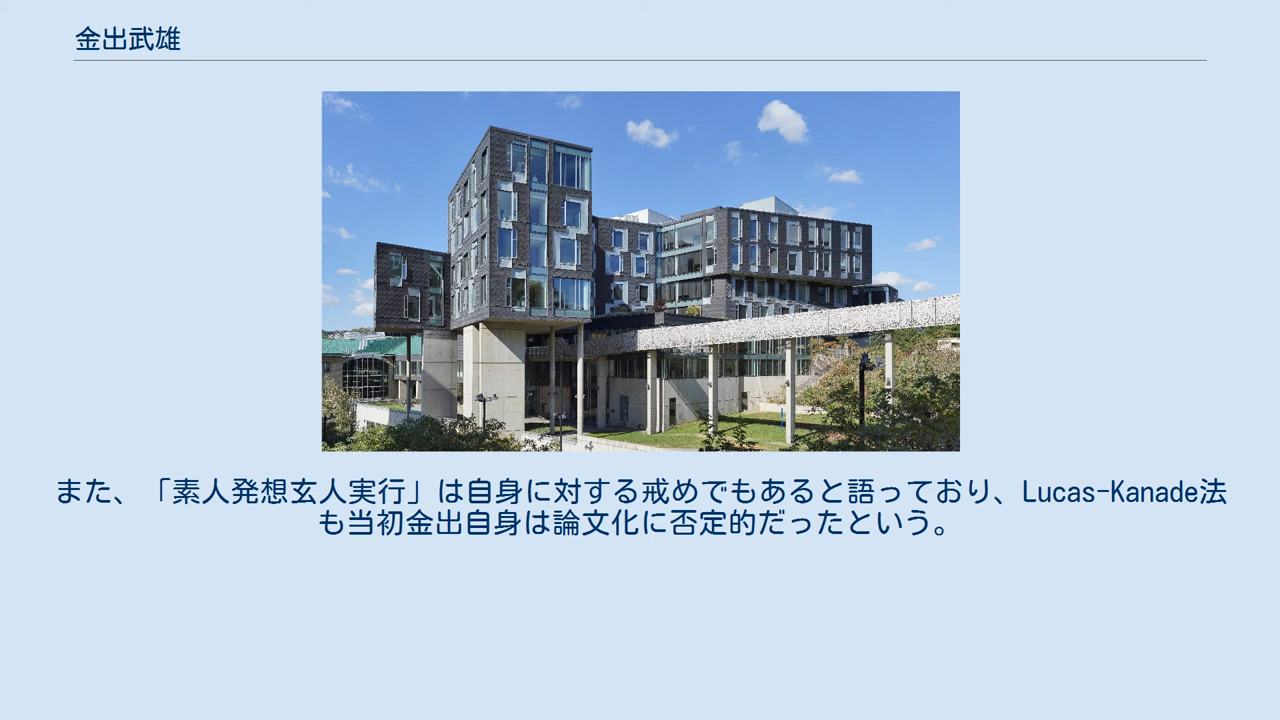 金出武雄
また、「素人発想玄人実行」は自身に対する戒めでもあると語っており、Lucas-Kanade法
も当初金出自身は論文化に否定的だったという。